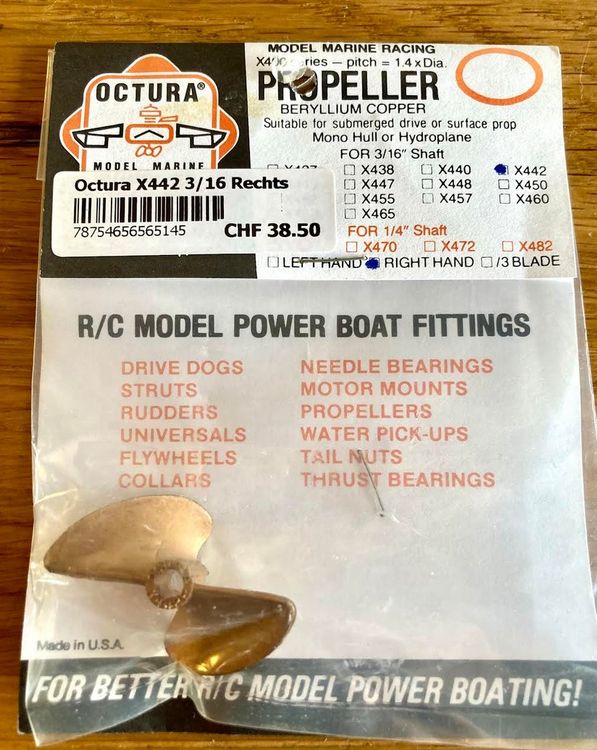 OCTURA®
MODEL MARINE
MODEL MARINE RACING
X400 series – pitch = 1.4 x Dia.
PROPELLER
BERYLLIUM COPPER
Suitable for submerged drive or surface prop
Mono Hull or Hydroplane
FOR 3/16" Shaft
X438 X440 X442
X447 X448 X450
X455 X457 X460
X465
FOR 1/4" Shaft
X470 X472 X482
LEFT HAND RIGHT HAND /3 BLADE
Octura X442 3/16 Rechts
78754656565145 CHF 38.50
R/C MODEL POWER BOAT FITTINGS
DRIVE DOGS NEEDLE BEARINGS
STRUTS MOTOR MOUNTS
RUDDERS PROPELLERS
UNIVERSALS WATER PICK-UPS
FLYWHEELS TAIL NUTS
COLLARS THRUST BEARINGS
Made in U.S.A.
FOR BETTER R/C MODEL POWER BOATING!